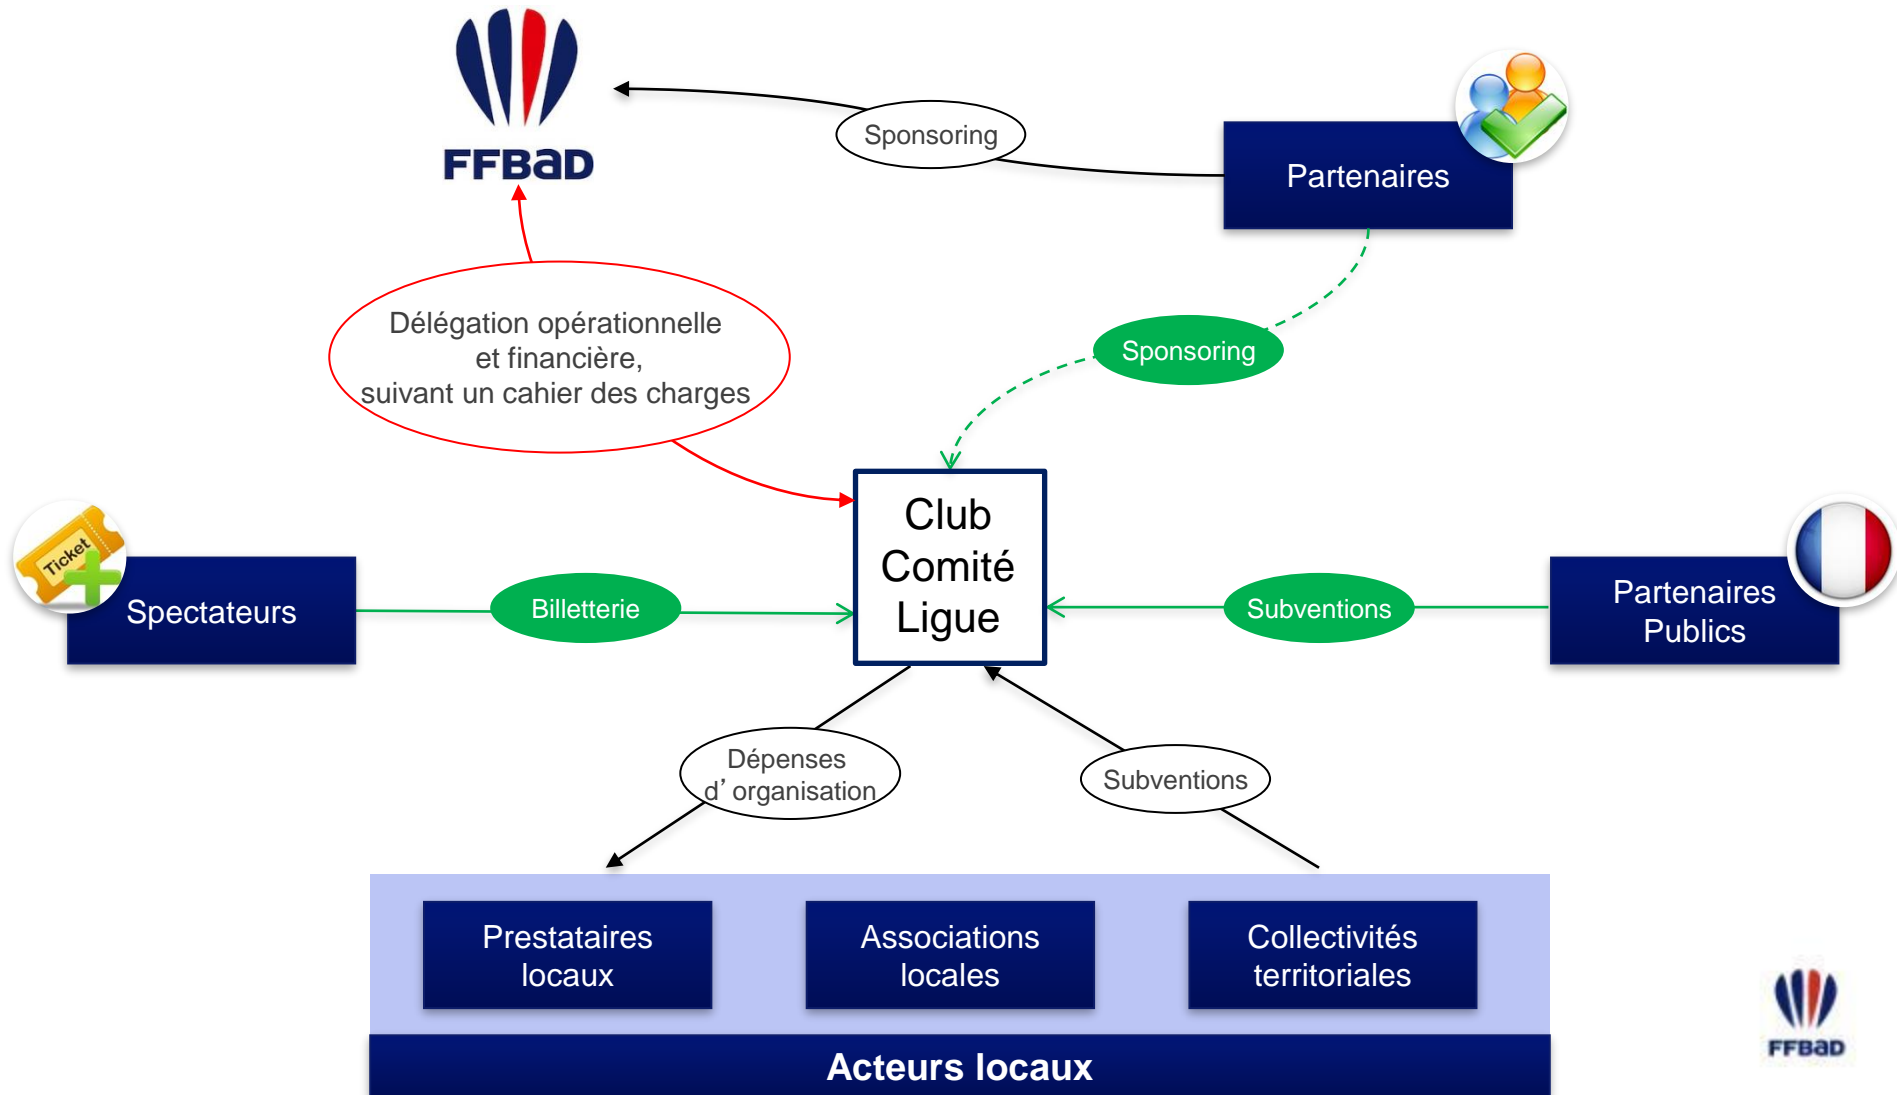 FFBaD
Sponsoring
Partenaires
Délégation opérationnelle
et financière,
suivant un cahier des charges
Sponsoring
Ticket
Spectateurs
Billetterie
Club
Comité
Ligue
Subventions
Partenaires
Publics
Dépenses
d’ organisation
Subventions
Prestataires
locaux
Associations
locales
Collectivités
territoriales
Acteurs locaux
FFBaD